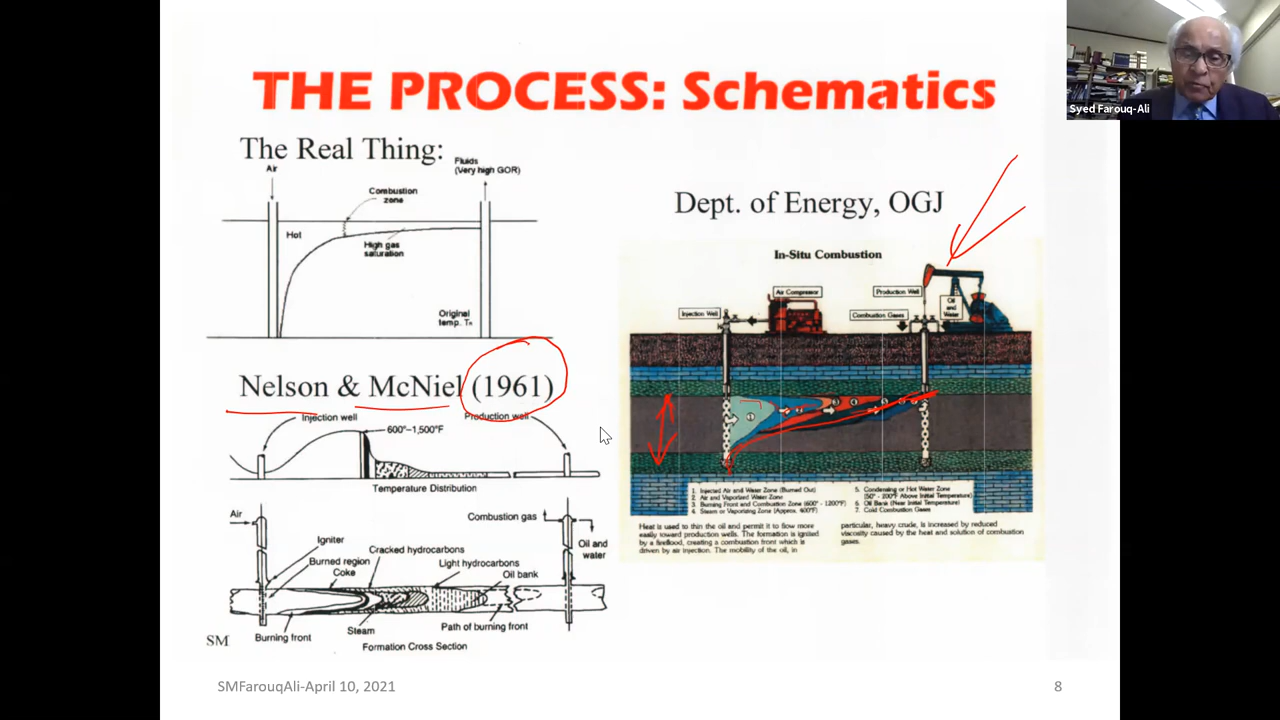 THE PROCESS: Schematics
The Real Thing:
Air
Fluids
(Very high GOR)
Combustion
zone
Hot
High gas
saturation
Original
temp. Tₙ
Nelson & McNiel (1961)
Injection well
Production well
600°-1,500°F
Temperature Distribution
Air
Combustion gas
Igniter
Burned region
Coke
Cracked hydrocarbons
Light hydrocarbons
Oil bank
Oil and
water
Burning front
Steam
Path of burning front
Formation Cross Section
SM
Dept. of Energy, OGJ
In-Situ Combustion
Air Compressor
Injection Well
Production Well
Combustion Gases
Oil
and
Water
1
2
3
4
5
1. Injected Air and Water Zone (Burned Out)
2. Air and Vaporized Water Zone
3. Burning Front and Combustion Zone (600° - 1200°F)
4. Steam or Vaporizing Zone (Approx. 400°F)
5. Condensing or Hot Water Zone
(50° - 200°F Above Initial Temperature)
6. Oil Bank (Near Initial Temperature)
7. Cold Combustion Gases
Heat is used to thin the oil and permit it to flow more
easily toward production wells. The formation is ignited
by a fireflood, creating a combustion front which is
driven by air injection. The mobility of the oil, in
particular, heavy crude, is increased by reduced
viscosity caused by the heat and solution of combustion
gases.
SMFarouqAli-April 10, 2021
8
Syed Farouq-Ali